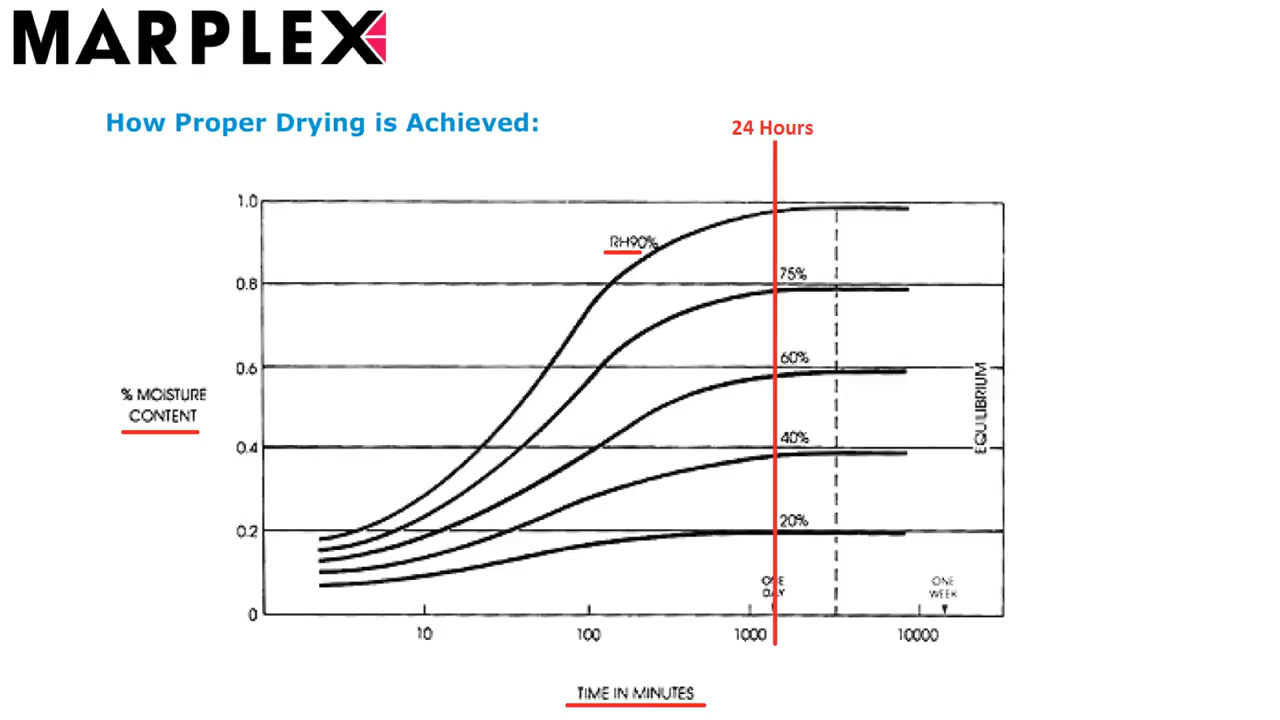 MARPLEX
How Proper Drying is Achieved:
24 Hours
1.0
RH90%
0.8
75%
0.6
60%
% MOISTURE
CONTENT
EQUILIBRIUM
0.4
40%
0.2
20%
ONE
DAY
ONE
WEEK
0
10
100
1000
10000
TIME IN MINUTES